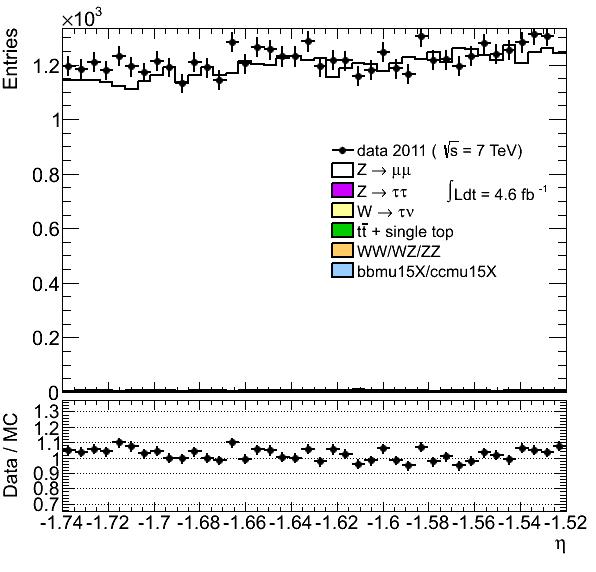 ×10³
Entries
1.2
1
0.8
0.6
0.4
0.2
0
data 2011 ( √s = 7 TeV)
Z → μμ
Z → ττ
∫Ldt = 4.6 fb⁻¹
W → τν
tt̄ + single top
WW/WZ/ZZ
bbmu15X/ccmu15X
Data / MC
1.3
1.2
1.1
1
0.9
0.8
0.7
-1.74 -1.72 -1.7 -1.68 -1.66 -1.64 -1.62 -1.6 -1.58 -1.56 -1.54 -1.52
η